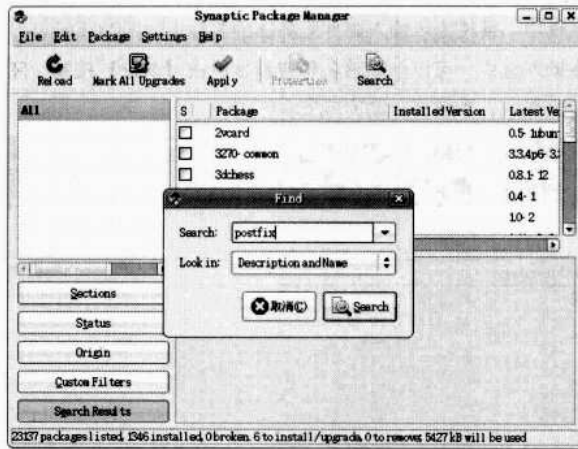 Synaptic Package Manager
File Edit Package Settings Help
Reload Mark All Upgrades Apply Properties Search
All
S Package Installed Version Latest Ve
2vcard 0.5-1ubun
3270-common 3.3.4p6-3.
3dchess 0.8.1-12
0.4-1
1.0-2
Find
Search: postfix
Look in: Description and Name
取消(C) Search
Sections
Status
Origin
Custom Filters
Search Results
23137 packages listed, 1346 installed, 0 broken. 6 to install/upgrade, 0 to remove; 5427 kB will be used